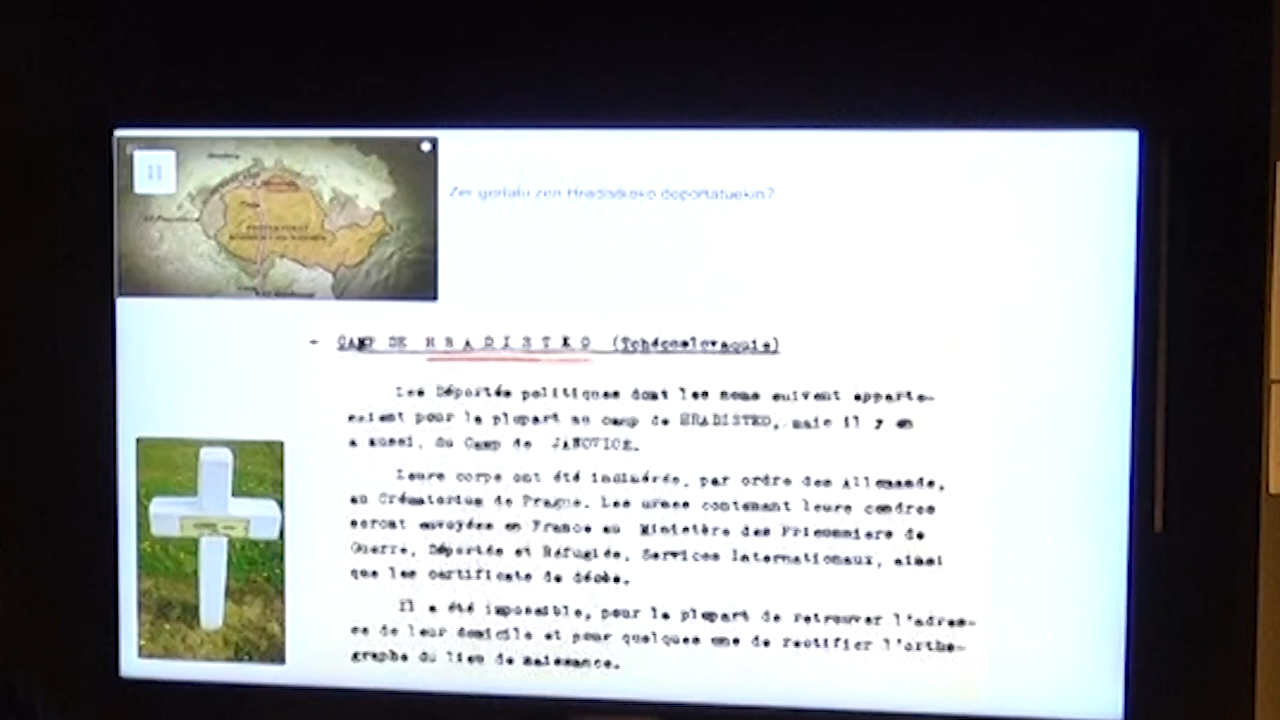 Zer gertatu zen Hradistkoko deportatuekin?
- CAMP DE HRADISTKO (Tchécoslovaquie)
Les Déportés politiques dont les noms suivent apparte-
naient pour la plupart au camp de HRADISTKO, mais il y en
a aussi, du Camp de JANOVICE.
Leurs corps ont été incinérés, par ordre des Allemands,
au Crématorium de Prague. Les urnes contenant leurs cendres
seront envoyées en France au Ministère des Prisonniers de
Guerre, Déportés et Réfugiés, Services Internationaux, ainsi
que les certificats de décès.
Il a été impossible, pour la plupart de retrouver l'adres-
se de leur domicile et pour quelques uns de rectifier l'ortho-
graphe du lieu de naissance.